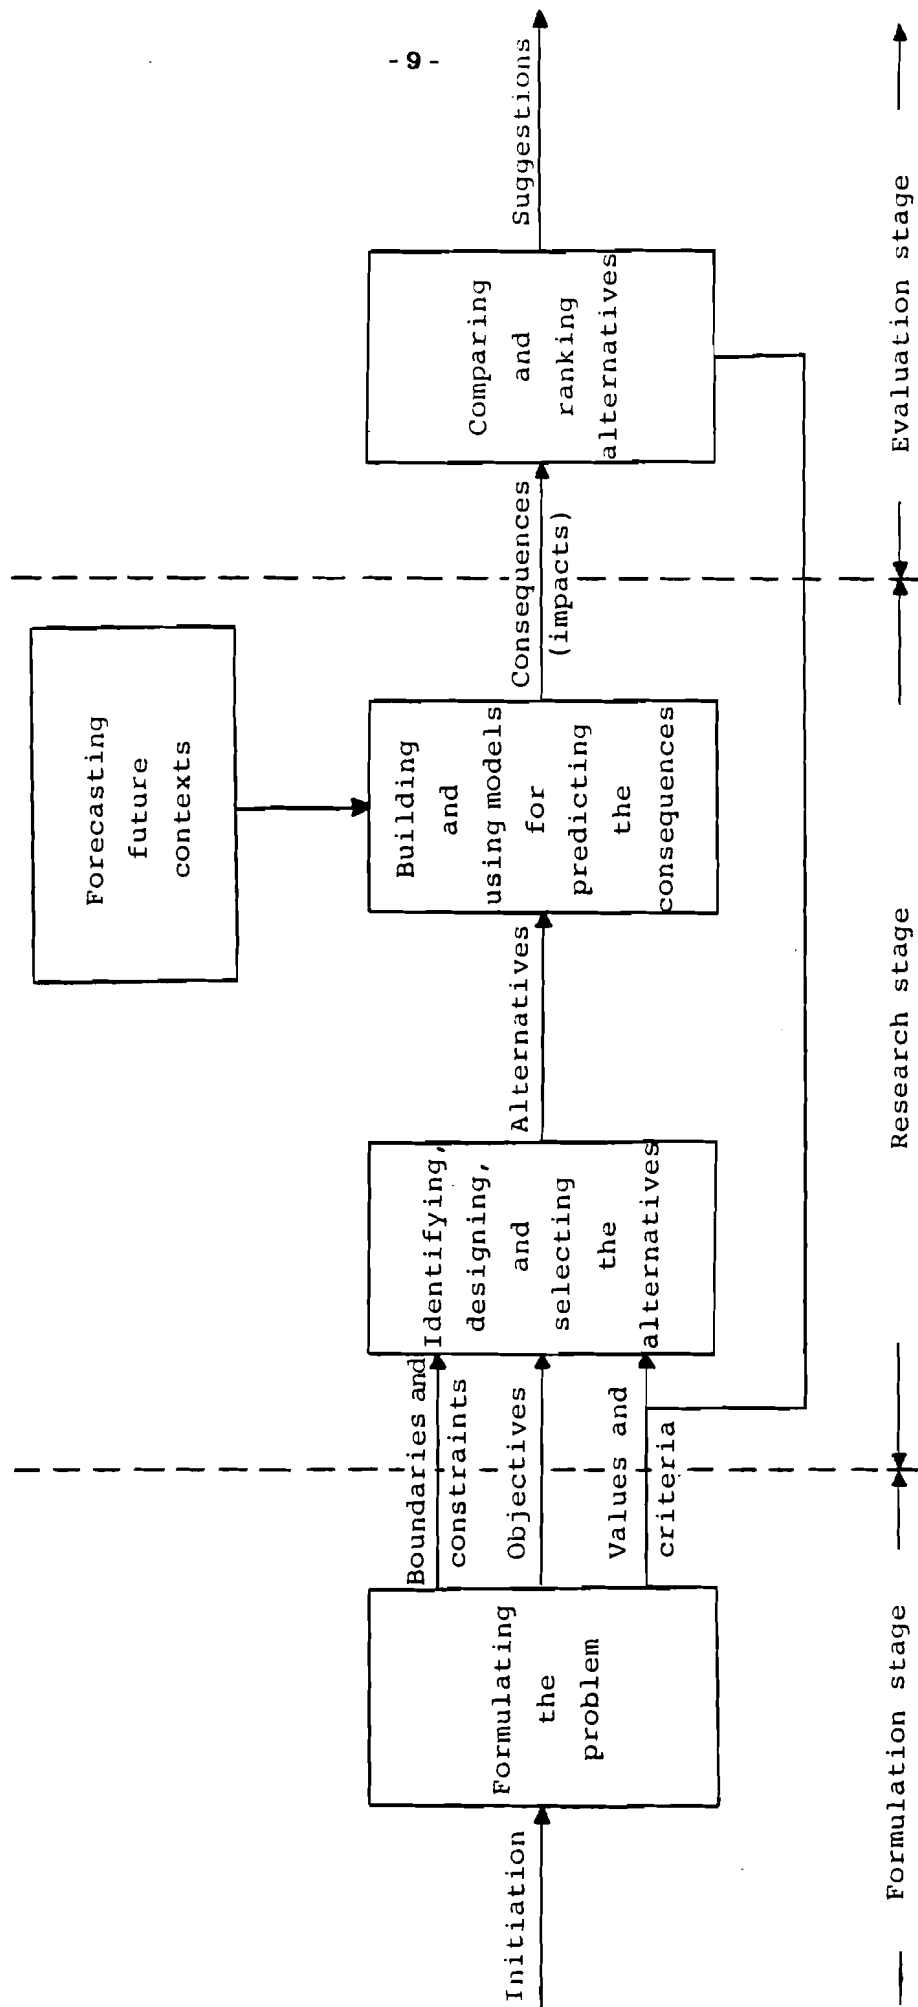 - 9 -
Initiation
Formulating
the
problem
Boundaries and
constraints
Objectives
Values and
criteria
Identifying,
designing,
and
selecting
the
alternatives
Alternatives
Forecasting
future
contexts
Building
and
using models
for
predicting
the
consequences
Consequences
(impacts)
Comparing
and
ranking
alternatives
Suggestions
Formulation stage
Research stage
Evaluation stage